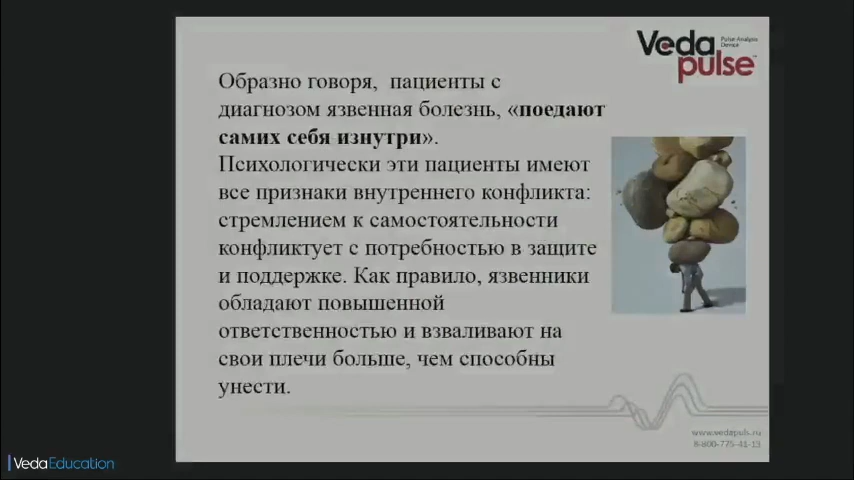 Veda
pulse
Pulse Analysis
Device
Образно говоря, пациенты с
диагнозом язвенная болезнь, «поедают
самих себя изнутри».
Психологически эти пациенты имеют
все признаки внутреннего конфликта:
стремлением к самостоятельности
конфликтует с потребностью в защите
и поддержке. Как правило, язвенники
обладают повышенной
ответственностью и взваливают на
свои плечи больше, чем способны
унести.
www.vedapuls.ru
8-800-775-41-13
VedaEducation